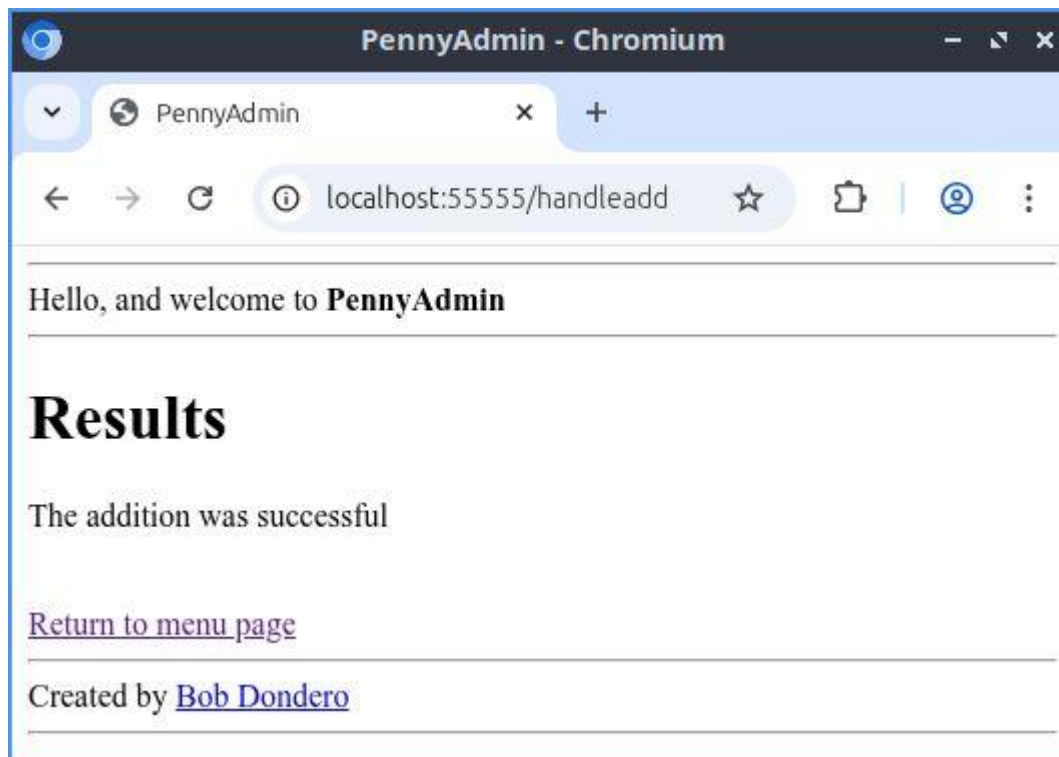 PennyAdmin - Chromium
PennyAdmin
localhost:55555/handleadd
Hello, and welcome to PennyAdmin
Results
The addition was successful
Return to menu page
Created by Bob Dondero